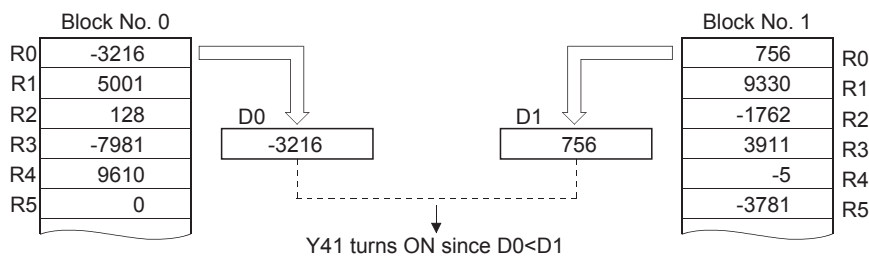 Block No. 0
Block No. 1
R0 -3216
R1 5001
R2 128
R3 -7981
R4 9610
R5 0
D0
-3216
D1
756
756 R0
9330 R1
-1762 R2
3911 R3
-5 R4
-3781 R5
Y41 turns ON since D0<D1